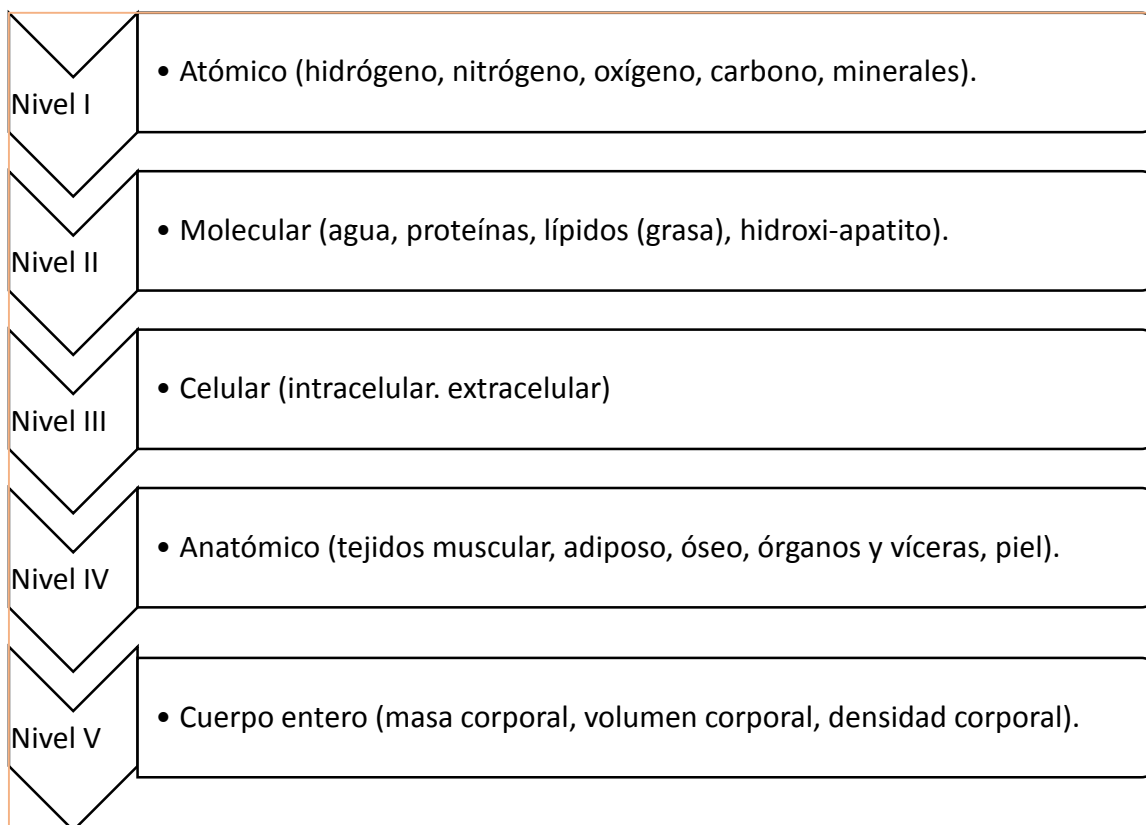 Nivel I
• Atómico (hidrógeno, nitrógeno, oxígeno, carbono, minerales).
Nivel II
• Molecular (agua, proteínas, lípidos (grasa), hidroxi-apatito).
Nivel III
• Celular (intracelular. extracelular)
Nivel IV
• Anatómico (tejidos muscular, adiposo, óseo, órganos y víceras, piel).
Nivel V
• Cuerpo entero (masa corporal, volumen corporal, densidad corporal).